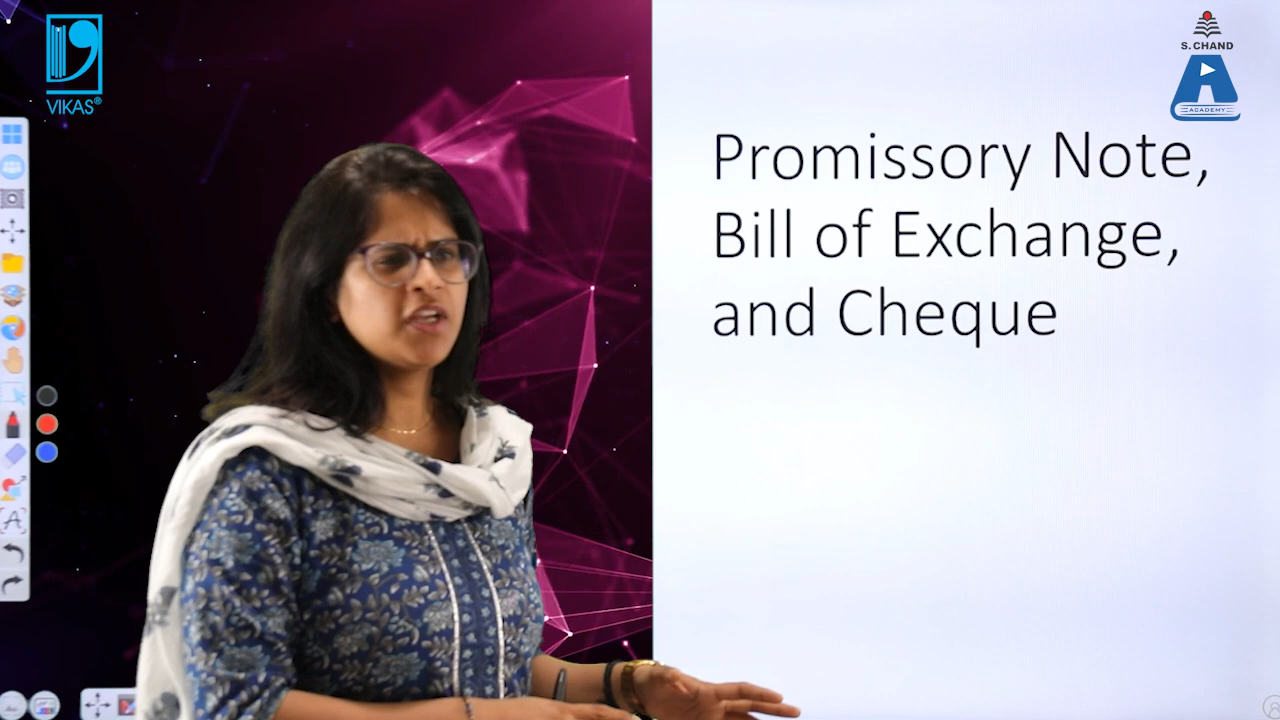 VIKAS®
S. CHAND
ACADEMY
Promissory Note,
Bill of Exchange,
and Cheque
A